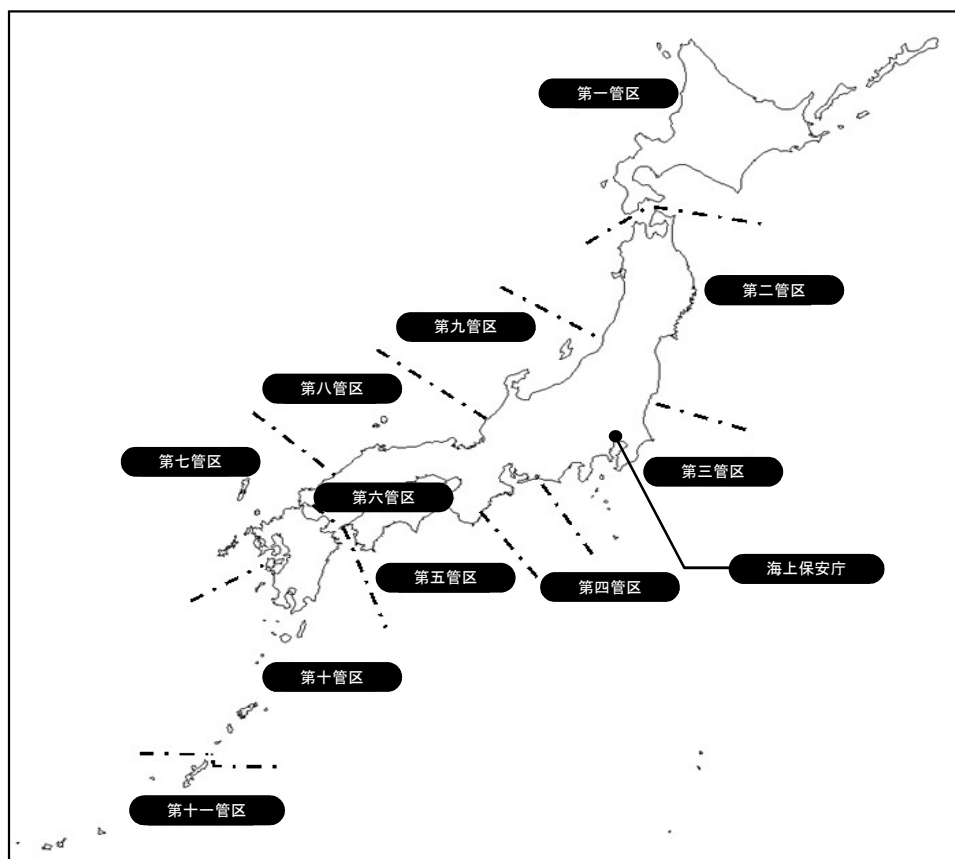 第一管区
第二管区
第九管区
第八管区
第七管区
第三管区
第六管区
海上保安庁
第五管区
第四管区
第十管区
第十一管区